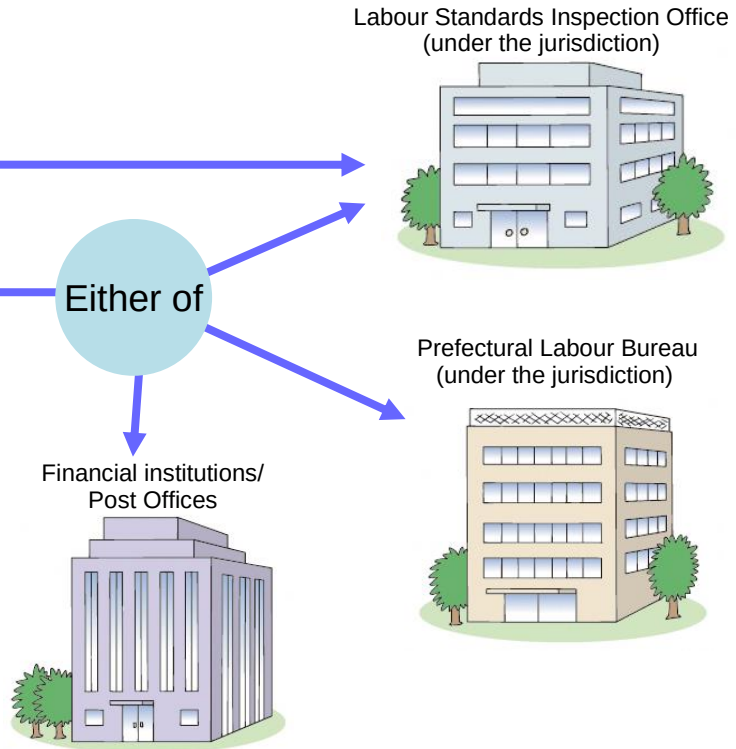 Labour Standards Inspection Office
(under the jurisdiction)
Either of
Prefectural Labour Bureau
(under the jurisdiction)
Financial institutions/
Post Offices